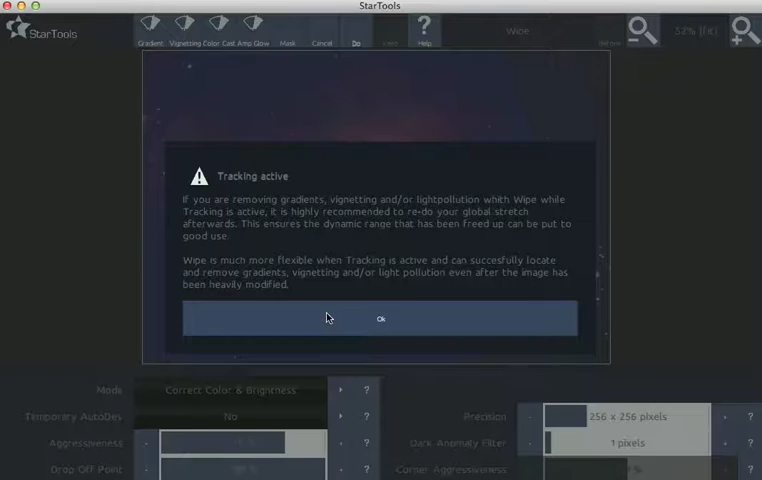 StarTools
StarTools
Gradient Vignetting Color Cast Amp Glow Mask Cancel Do Help
Wipe
Tracking active
If you are removing gradients, vignetting and/or lightpollution whith Wipe while
Tracking is active, it is highly recommended to re-do your global stretch
afterwards. This ensures the dynamic range that has been freed up can be put to
good use.
Wipe is much more flexible when Tracking is active and can succesfully locate
and remove gradients, vignetting and/or light pollution even after the image has
been heavily modified.
Ok
Mode Correct Color & Brightness ?
Temporary AutoDev No ? Precision - 256 x 256 pixels ?
Aggressiveness - ? Dark Anomaly Filter - 1 pixels ?
Drop Off Point - ? Corner Aggressiveness - ?